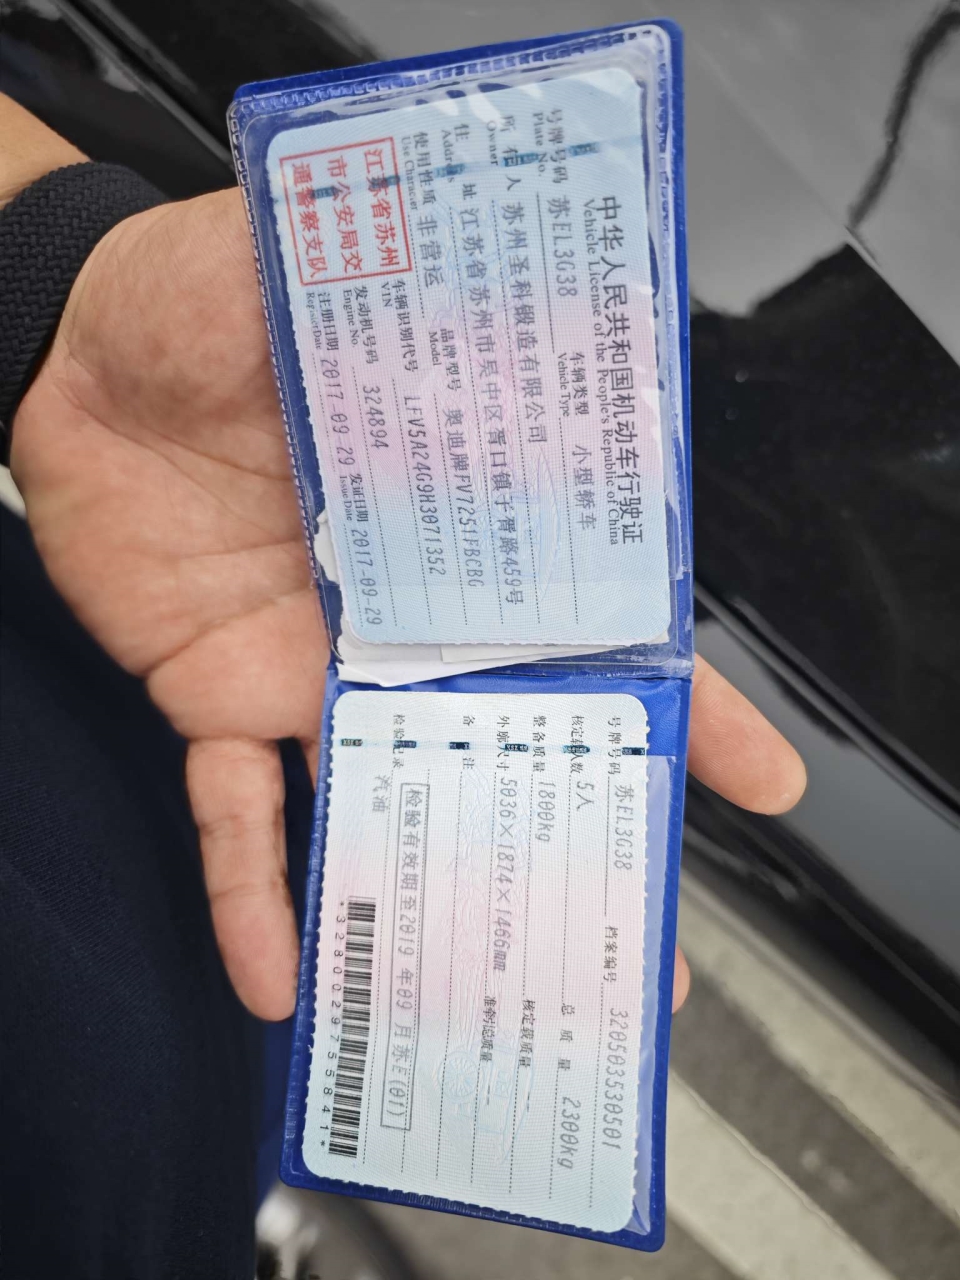 中华人民共和国机动车行驶证
Vehicle License of the People's Republic of China
号牌号码 苏EL3G38 车辆类型 小型轿车
Plate No. Vehicle Type
所有人 苏州圣科锻造有限公司
Owner
住址 江苏省苏州市吴中区胥口镇子胥路459号
Address
使用性质 非营运 品牌型号 奥迪牌FV7251FBCBG
Use Character Model
江苏省苏州
市公安局交
通警察支队
车辆识别代号 LFV5A24G9H3071352
VIN
发动机号码 324894
Engine No.
注册日期 2017-09-29 发证日期 2017-09-29
Register Date Issue Date
号牌号码 苏EL3G38 档案编号 320503530501
核定载人数 5人 总质量 2300kg
整备质量 1800kg 核定载质量
外廓尺寸 5036×1874×1466mm 准牵引总质量 --
备注
检验有效期至2019年09月苏E(01)
检验记录
汽油
*3280029755841*